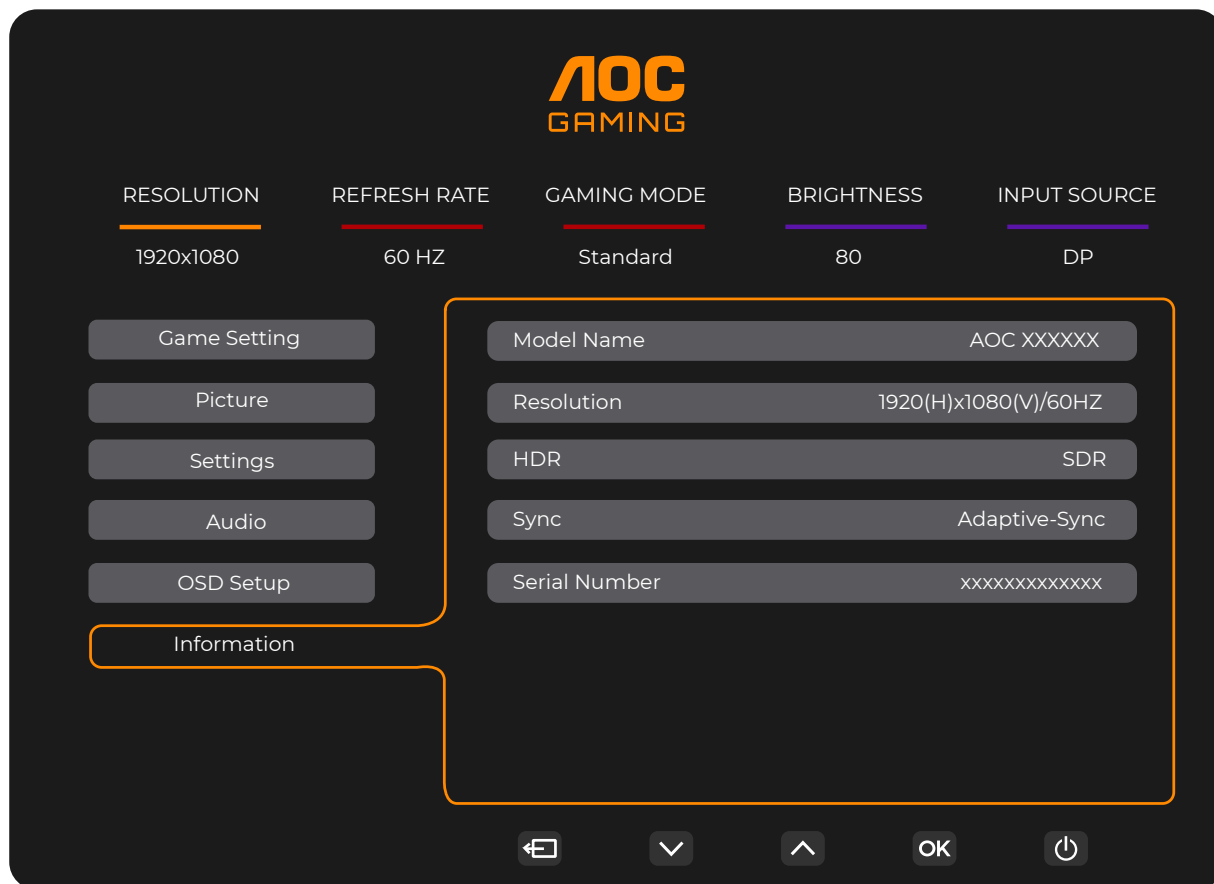 AOC
GAMING
RESOLUTION REFRESH RATE GAMING MODE BRIGHTNESS INPUT SOURCE
1920x1080 60 HZ Standard 80 DP
Game Setting
Picture
Settings
Audio
OSD Setup
Information
Model Name AOC XXXXXX
Resolution 1920(H)x1080(V)/60HZ
HDR SDR
Sync Adaptive-Sync
Serial Number xxxxxxxxxxxxx
OK